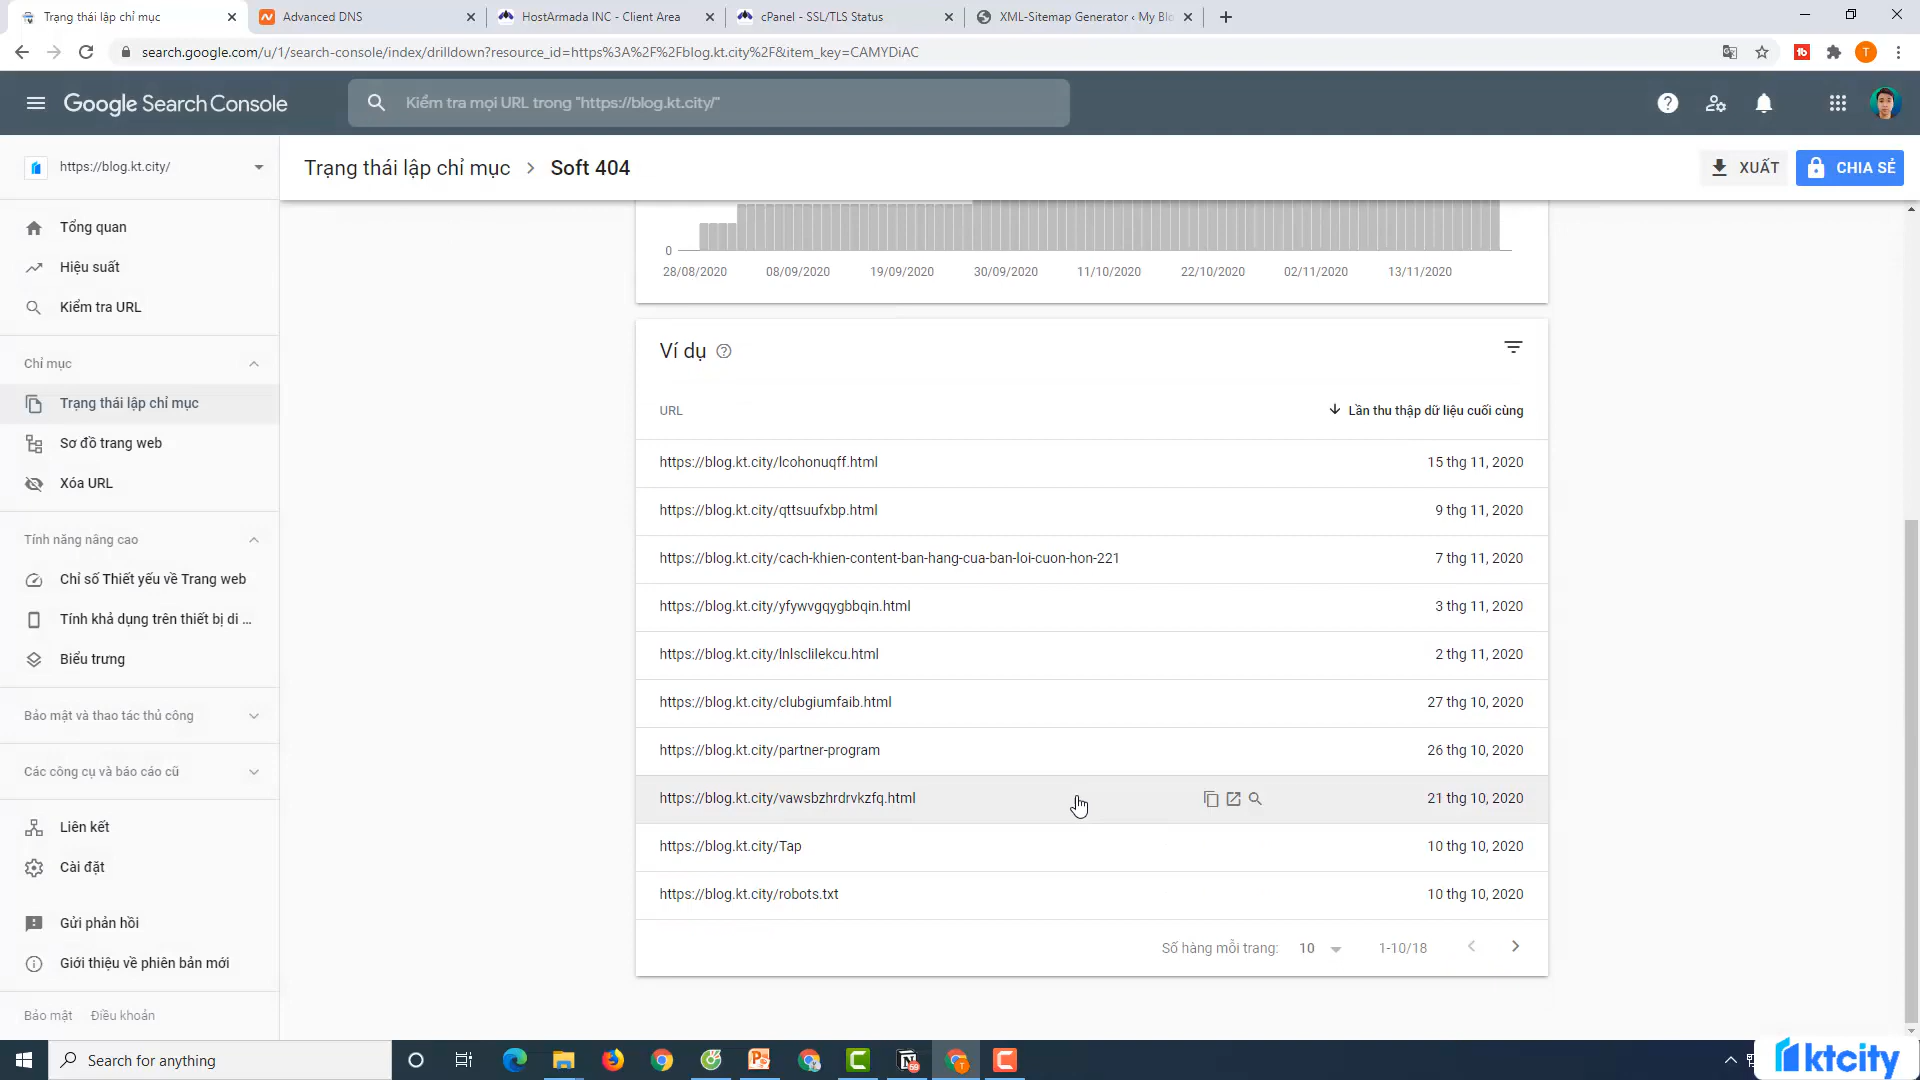 Trạng thái lập chỉ mục
Advanced DNS
HostArmada INC - Client Area
cPanel - SSL/TLS Status
XML-Sitemap Generator ‹ My Blo
search.google.com/u/1/search-console/index/drilldown?resource_id=https%3A%2F%2Fblog.kt.city%2F&item_key=CAMYDiAC
T
Google Search Console
Kiểm tra mọi URL trong "https://blog.kt.city/"
https://blog.kt.city/
Trạng thái lập chỉ mục
Soft 404
XUẤT
CHIA SẺ
Tổng quan
Hiệu suất
Kiểm tra URL
Chỉ mục
Trạng thái lập chỉ mục
Sơ đồ trang web
Xóa URL
Tính năng nâng cao
Chỉ số Thiết yếu về Trang web
Tính khả dụng trên thiết bị di ...
Biểu trưng
Bảo mật và thao tác thủ công
Các công cụ và báo cáo cũ
Liên kết
Cài đặt
Gửi phản hồi
Giới thiệu về phiên bản mới
Bảo mật Điều khoản
0
28/08/2020 08/09/2020 19/09/2020 30/09/2020 11/10/2020 22/10/2020 02/11/2020 13/11/2020
Ví dụ
URL Lần thu thập dữ liệu cuối cùng
https://blog.kt.city/lcohonuqff.html 15 thg 11, 2020
https://blog.kt.city/qttsuufxbp.html 9 thg 11, 2020
https://blog.kt.city/cach-khien-content-ban-hang-cua-ban-loi-cuon-hon-221 7 thg 11, 2020
https://blog.kt.city/yfywvgqygbbqin.html 3 thg 11, 2020
https://blog.kt.city/lnlsclilekcu.html 2 thg 11, 2020
https://blog.kt.city/clubgiumfaib.html 27 thg 10, 2020
https://blog.kt.city/partner-program 26 thg 10, 2020
https://blog.kt.city/vawsbzhrdrvkzfq.html 21 thg 10, 2020
https://blog.kt.city/Tap 10 thg 10, 2020
https://blog.kt.city/robots.txt 10 thg 10, 2020
Số hàng mỗi trang: 10 1-10/18
Search for anything
ktcity